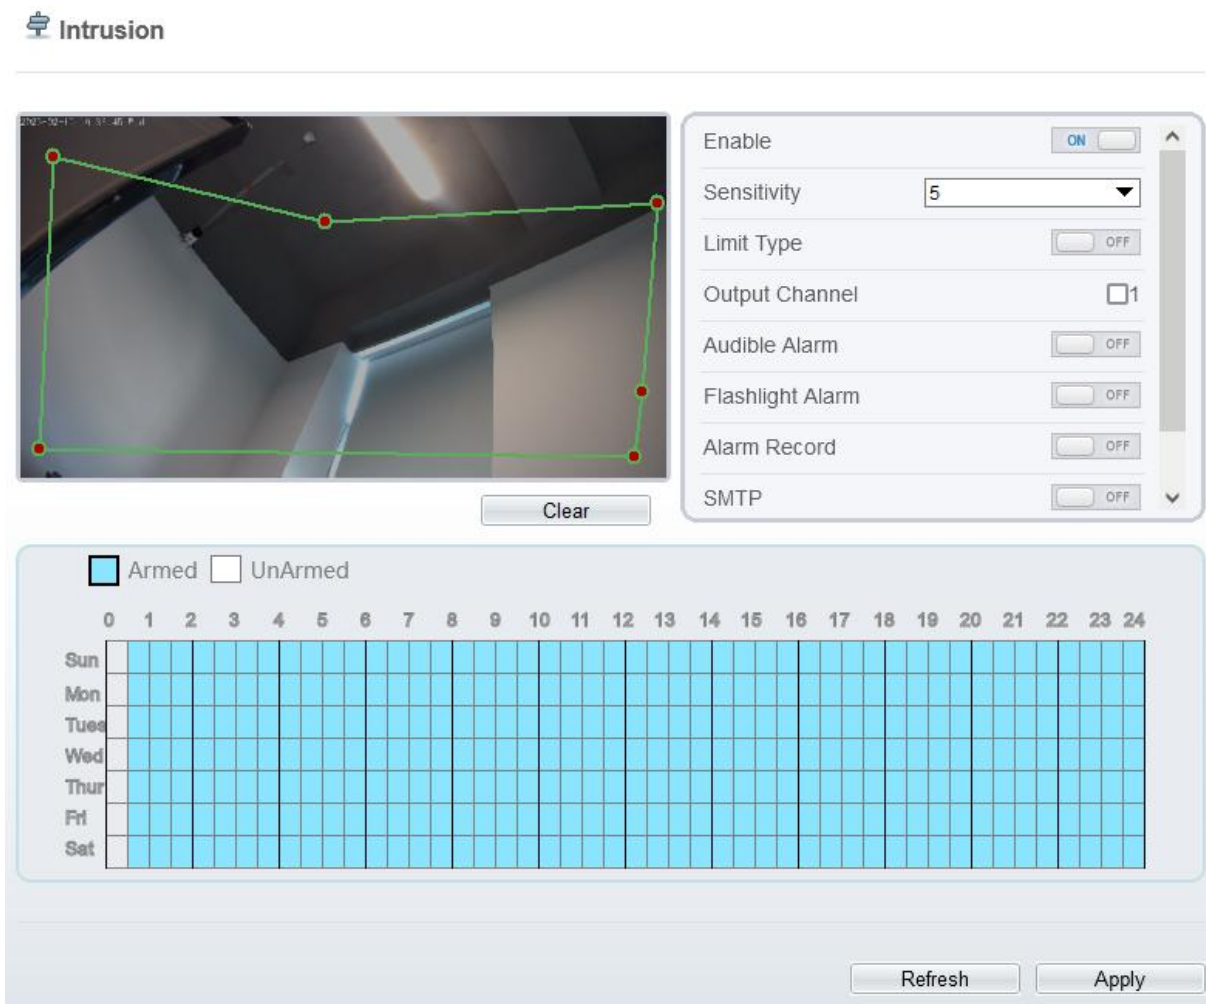 Intrusion
Enable ON
Sensitivity 5
Limit Type OFF
Output Channel 1
Audible Alarm OFF
Flashlight Alarm OFF
Alarm Record OFF
SMTP OFF
Clear
Armed UnArmed
0 1 2 3 4 5 6 7 8 9 10 11 12 13 14 15 16 17 18 19 20 21 22 23 24
Sun
Mon
Tues
Wed
Thur
Fri
Sat
Refresh Apply